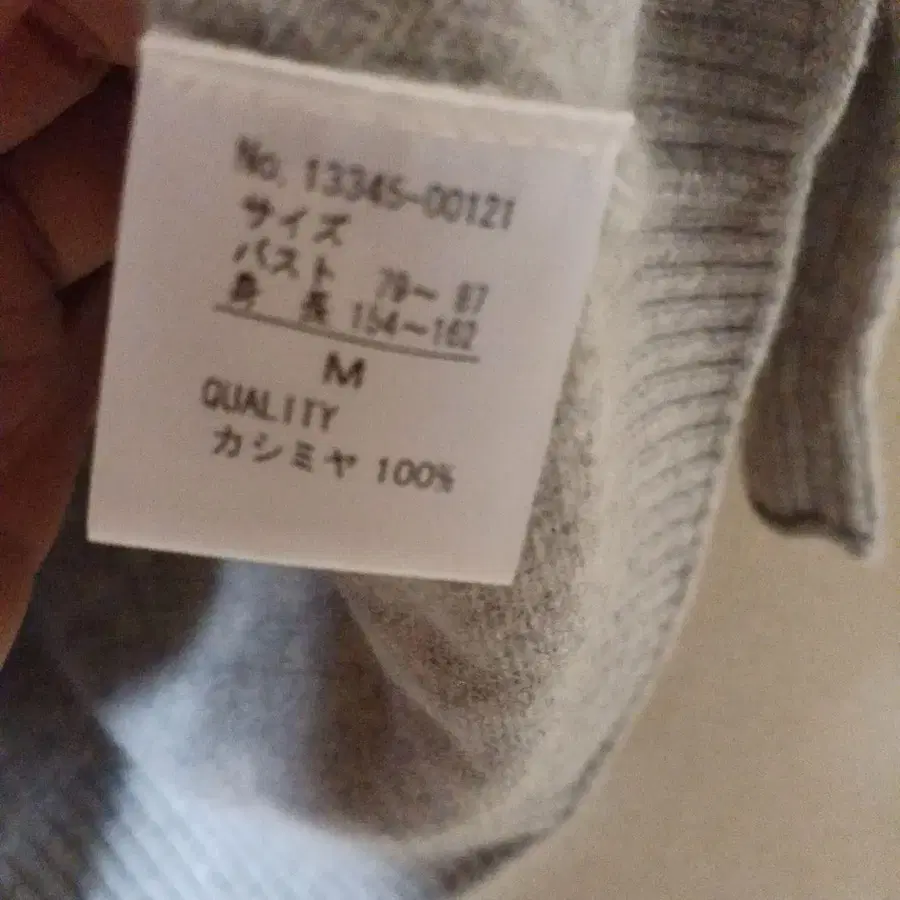 No. 13345-00121
サイズ
バスト 79〜 87
身 長 154〜162
M
QUALITY
カシミヤ 100%